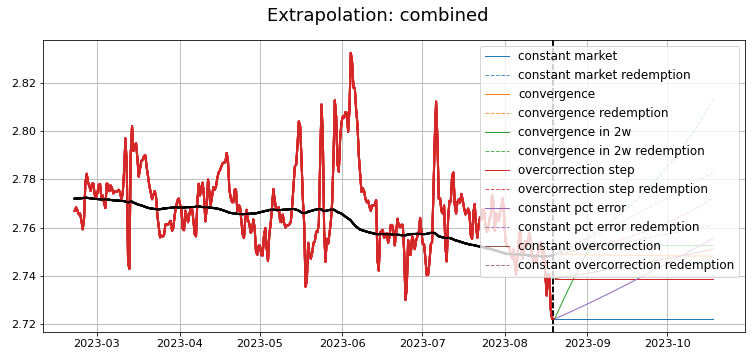 Extrapolation: combined
2.82
2.80
2.78
2.76
2.74
2.72
constant market
constant market redemption
convergence
convergence redemption
convergence in 2w
convergence in 2w redemption
overcorrection step
overcorrection step redemption
constant pct error
constant pct error redemption
constant overcorrection
constant overcorrection redemption
2023-03
2023-04
2023-05
2023-06
2023-07
2023-08
2023-09
2023-10